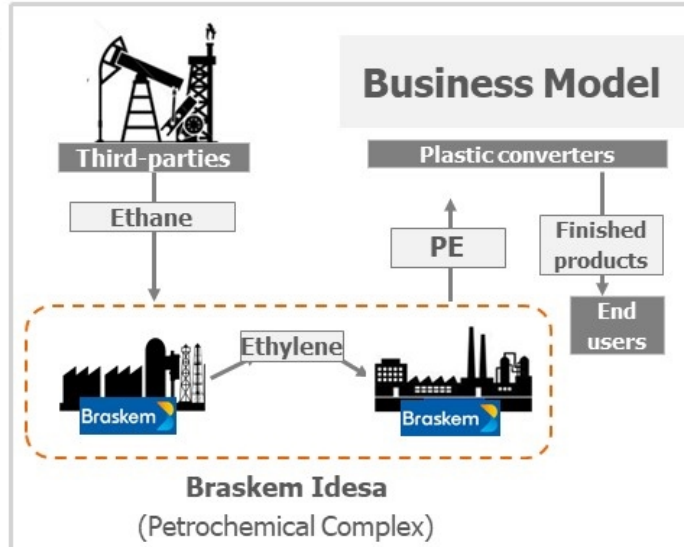 Business Model
Third-parties
Plastic converters
Ethane
PE
Finished
products
End
users
Ethylene
Braskem
Braskem
Braskem Idesa
(Petrochemical Complex)